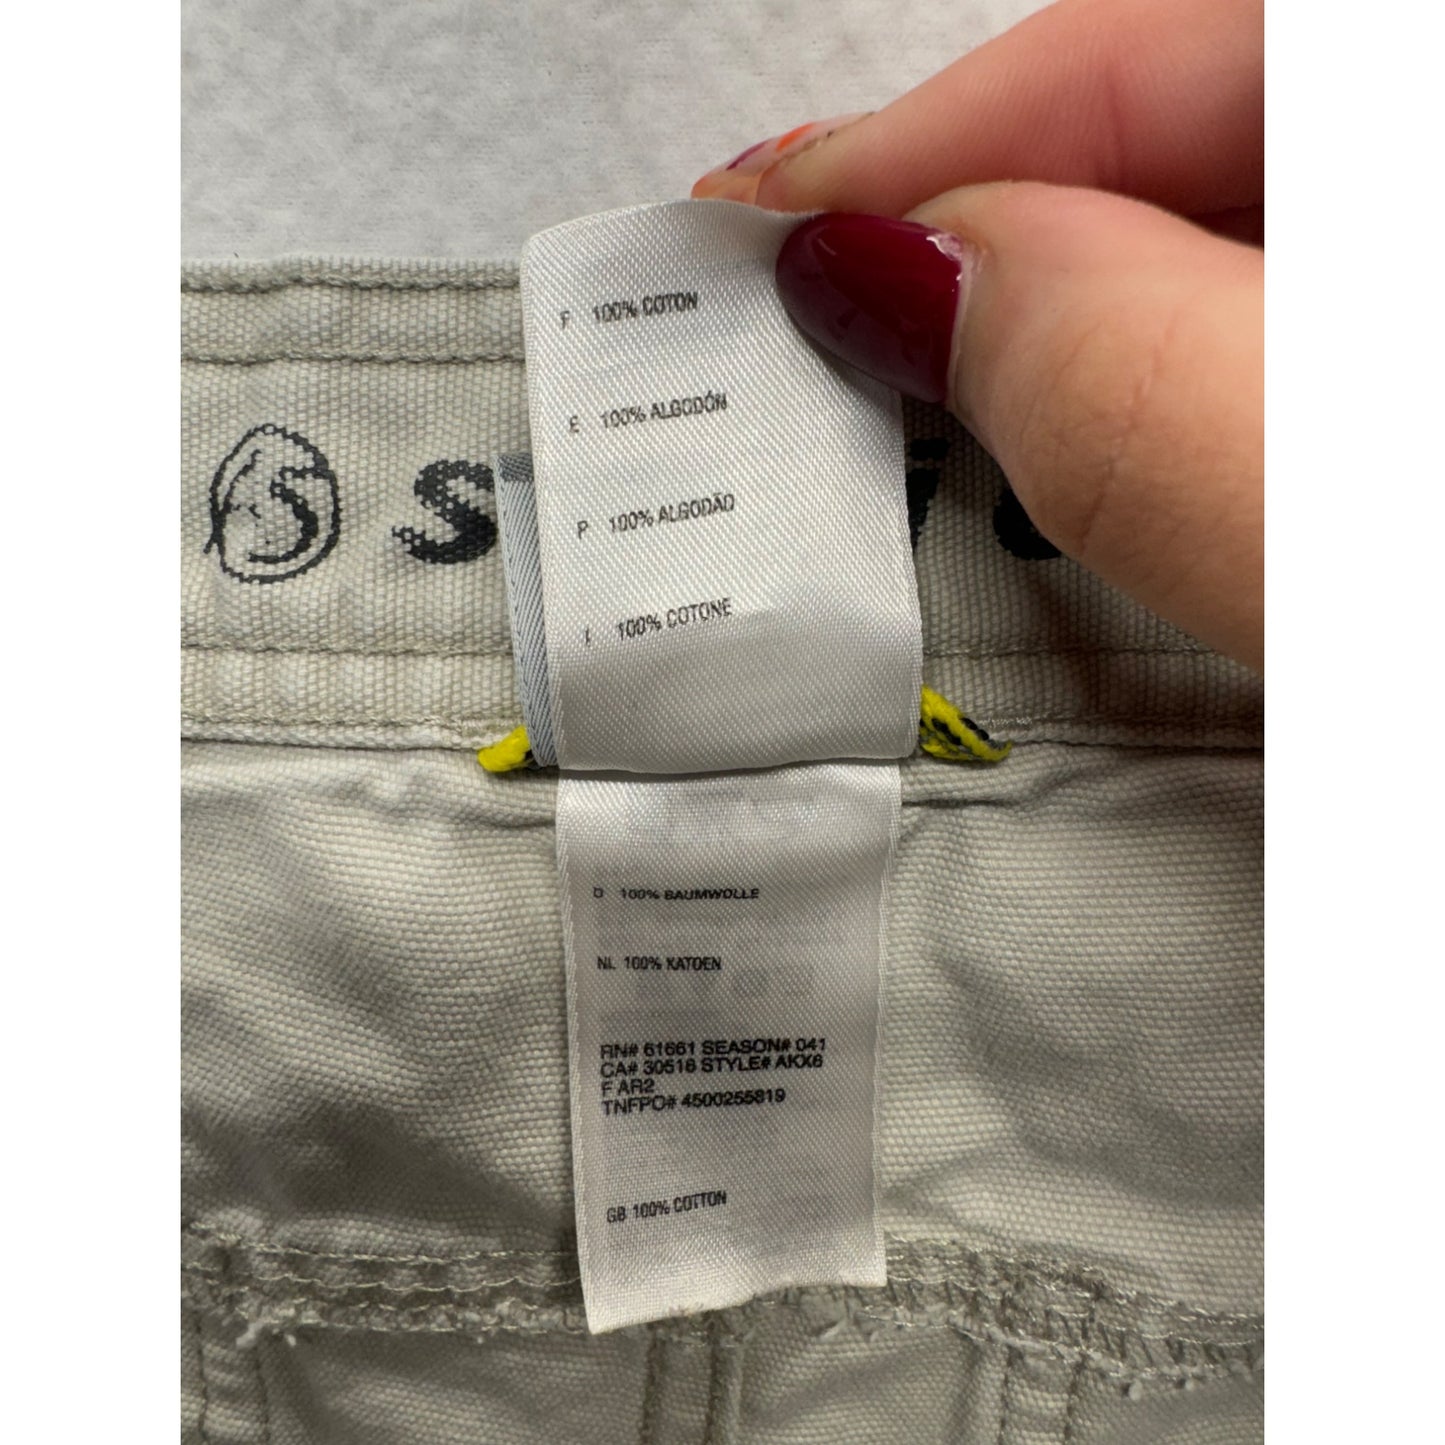 S
F 100% COTON
E 100% ALGODÓN
P 100% ALGODÃO
I 100% COTONE
D 100% BAUMWOLLE
NL 100% KATOEN
RN# 61661 SEASON# 041
CA# 30516 STYLE# AKX6
F AR2
TNFPO# 4500255819
GB 100% COTTON